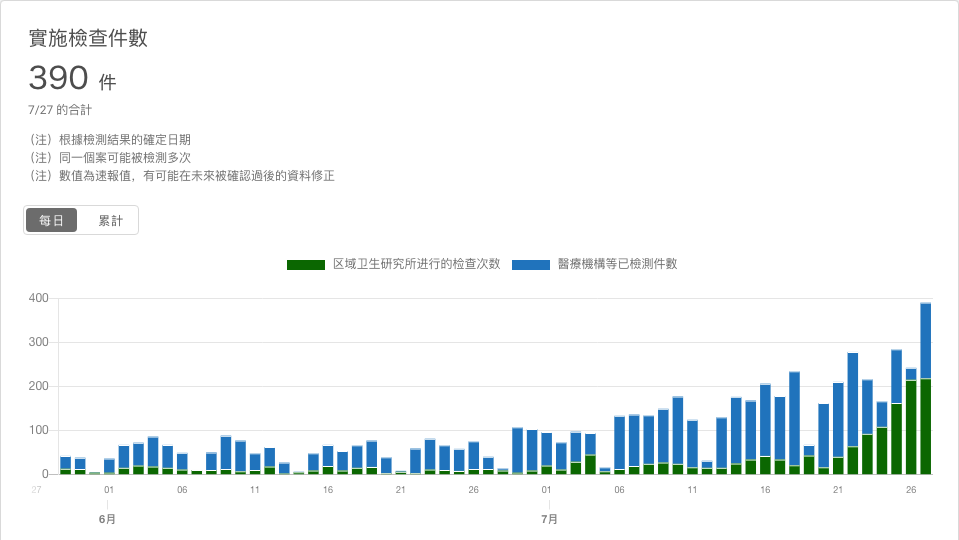 實施檢查件數
390 件
7/27 的合計
（注）根據檢測結果的確定日期
（注）同一個案可能被檢測多次
（注）數值為速報值，有可能在未來被確認過後的資料修正
每日 累計
区域卫生研究所进行的检查次数 醫療機構等已檢測件數
400
300
200
100
0
27 01 06 11 16 21 26 01 06 11 16 21 26
6月 7月